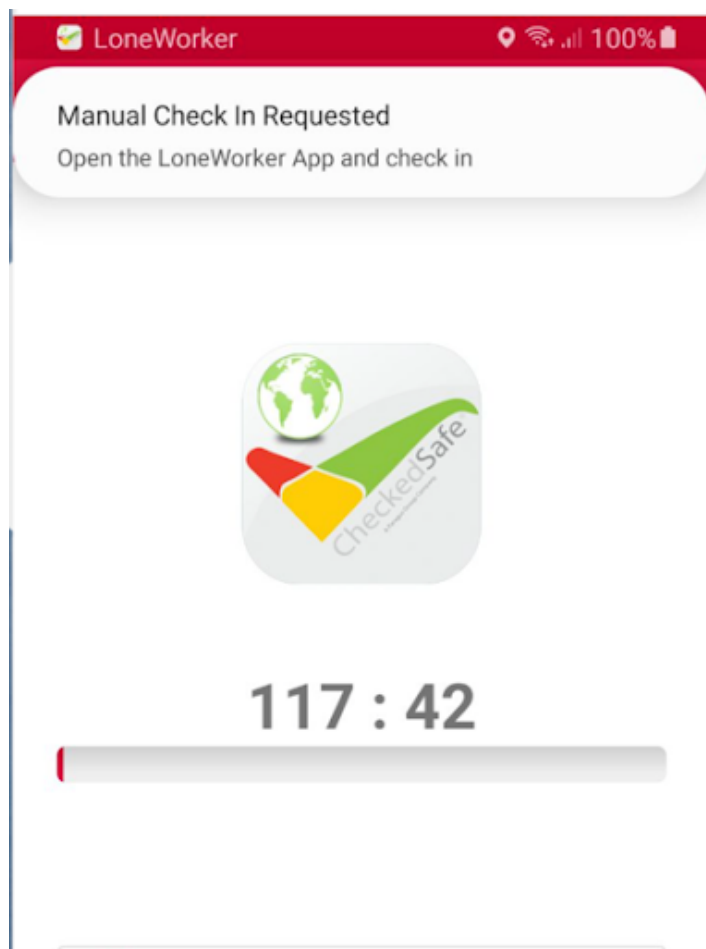 LoneWorker 100%
Manual Check In Requested
Open the LoneWorker App and check in
CheckedSafe
117 : 42